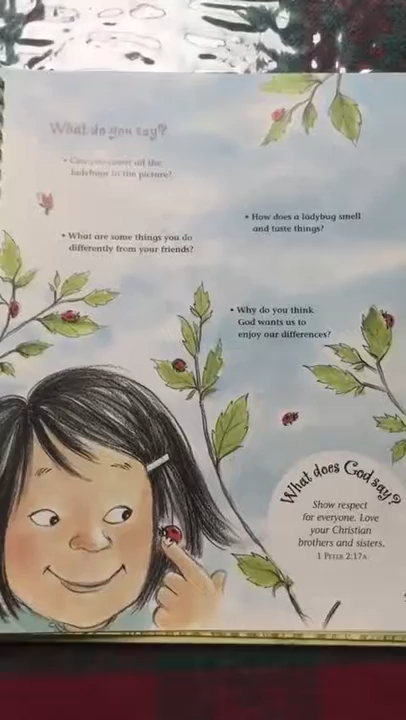 What do you say?
• Can you count all the
ladybugs in the picture?
• How does a ladybug smell
and taste things?
• What are some things you do
differently from your friends?
• Why do you think
God wants us to
enjoy our differences?
What does God say?
Show respect
for everyone. Love
your Christian
brothers and sisters.
1 Peter 2:17a